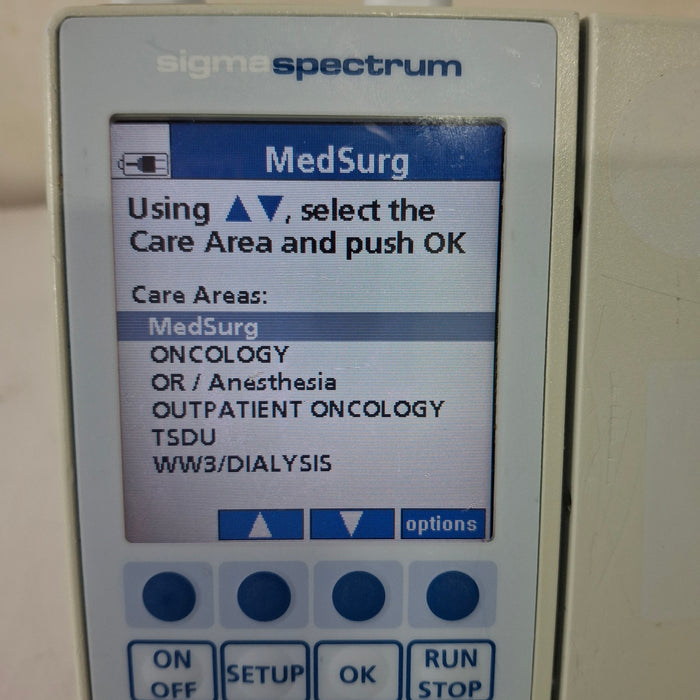 sigmaspectrum
MedSurg
Using ▲▼, select the
Care Area and push OK
Care Areas:
MedSurg
ONCOLOGY
OR / Anesthesia
OUTPATIENT ONCOLOGY
TSDU
WW3/DIALYSIS
options
ON OFF
SETUP
OK
RUN STOP